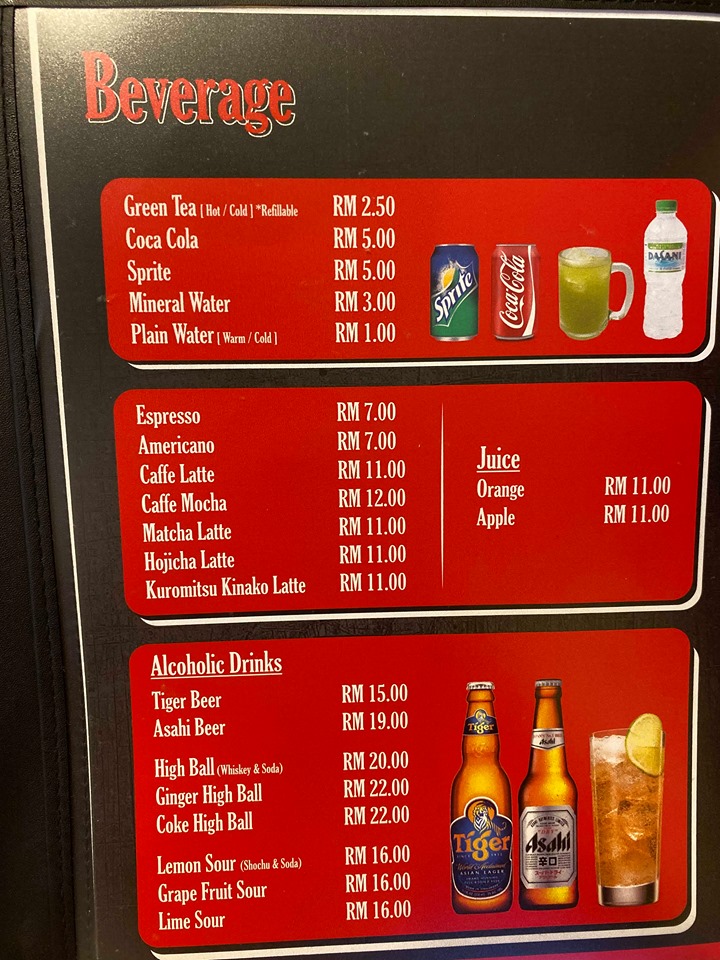 Beverage
Green Tea [ Hot / Cold ] *Refillable RM 2.50
Coca Cola RM 5.00
Sprite RM 5.00
Mineral Water RM 3.00
Plain Water [ Warm / Cold ] RM 1.00
Sprite
Coca-Cola
DASANI
Espresso RM 7.00
Americano RM 7.00
Caffe Latte RM 11.00
Caffe Mocha RM 12.00
Matcha Latte RM 11.00
Hojicha Latte RM 11.00
Kuromitsu Kinako Latte RM 11.00
Juice
Orange RM 11.00
Apple RM 11.00
Alcoholic Drinks
Tiger Beer RM 15.00
Asahi Beer RM 19.00
High Ball (Whiskey & Soda) RM 20.00
Ginger High Ball RM 22.00
Coke High Ball RM 22.00
Lemon Sour (Shochu & Soda) RM 16.00
Grape Fruit Sour RM 16.00
Lime Sour RM 16.00
Tiger
Tiger
World Acclaimed
ASIAN LAGER
Asahi
Asahi
辛口